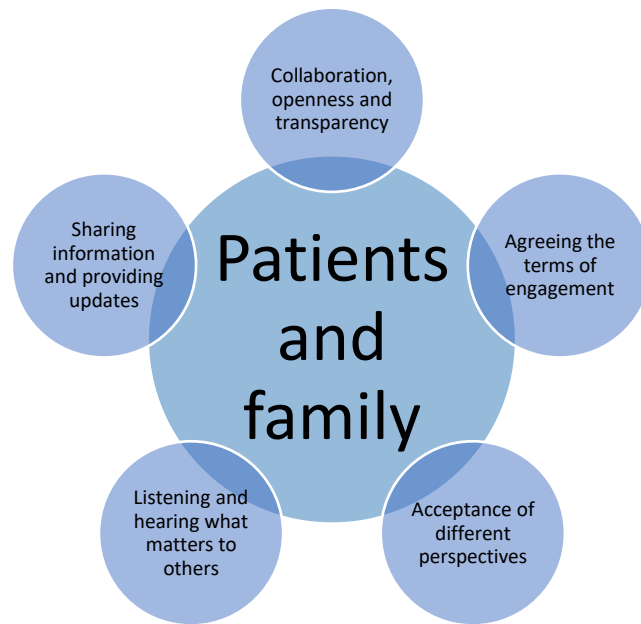 Collaboration,
openness and
transparency
Agreeing the
terms of
engagement
Acceptance of
different
perspectives
Listening and
hearing what
matters to
others
Sharing
information
and providing
updates
Patients
and
family